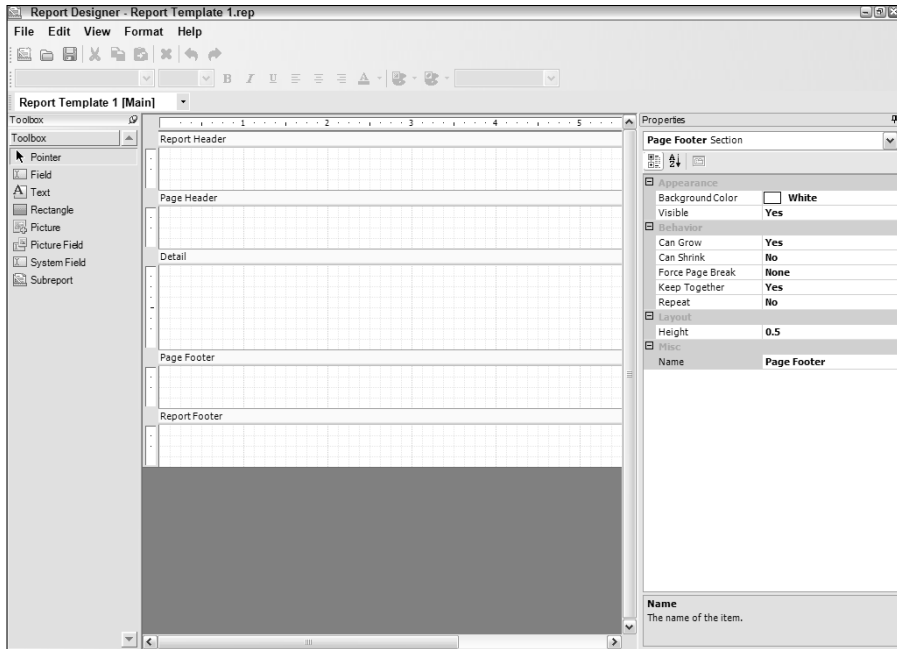 Report Designer - Report Template 1.rep
File Edit View Format Help
B I U A
Report Template 1 [Main]
Toolbox
Toolbox
Pointer
Field
Text
Rectangle
Picture
Picture Field
System Field
Subreport
1 2 3 4 5
Report Header
Page Header
Detail
Page Footer
Report Footer
Properties
Page Footer Section
Appearance
Background Color White
Visible Yes
Behavior
Can Grow Yes
Can Shrink No
Force Page Break None
Keep Together Yes
Repeat No
Layout
Height 0.5
Misc
Name Page Footer
Name
The name of the item.